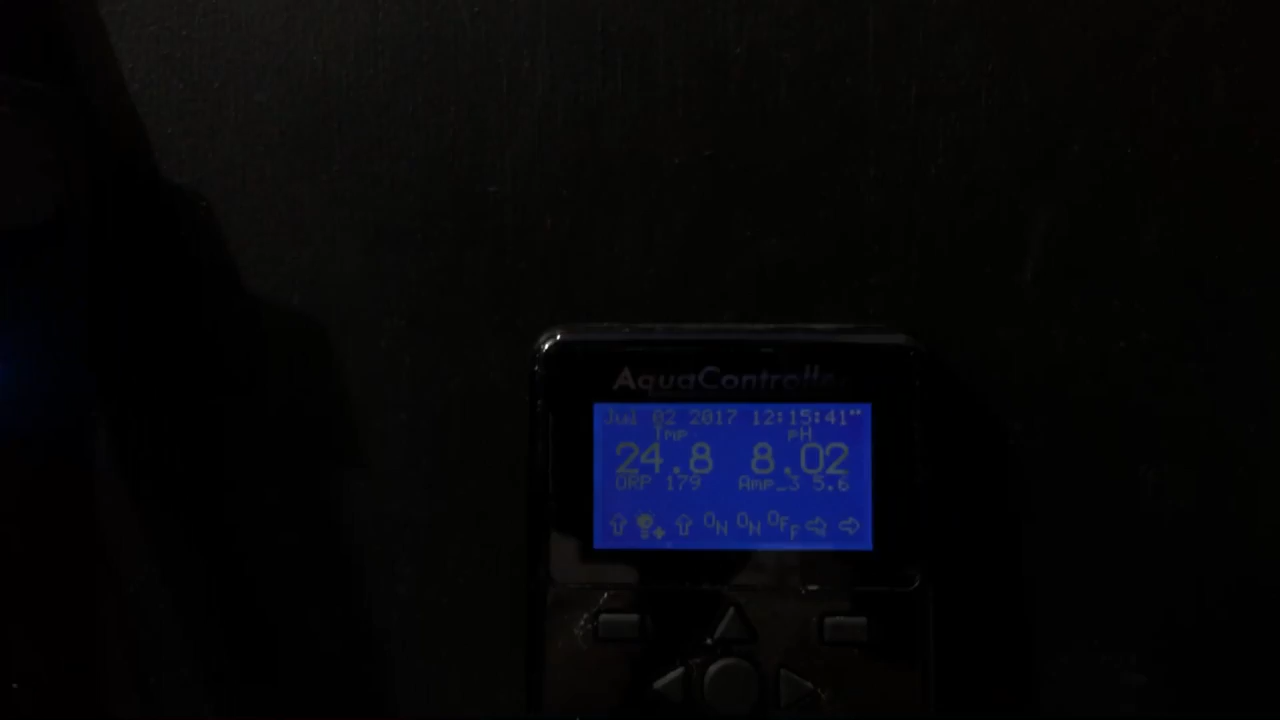 AquaController
Jul 02 2017 12:15:41"
Tmp pH
24.8 8.02
ORP 179 Amp_3 5.6
ON ON OFF